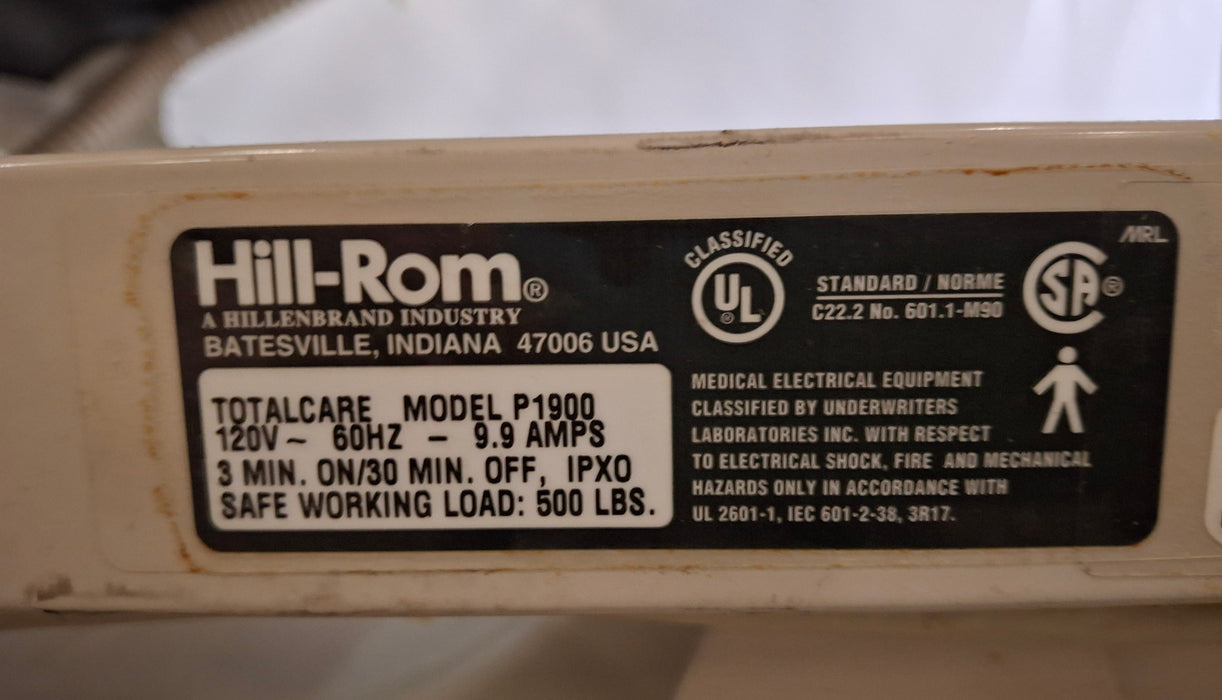 Hill-Rom®
A HILLENBRAND INDUSTRY
BATESVILLE, INDIANA 47006 USA
TOTALCARE MODEL P1900
120V ~ 60HZ – 9.9 AMPS
3 MIN. ON/30 MIN. OFF, IPXO
SAFE WORKING LOAD: 500 LBS.
CLASSIFIED
UL®
STANDARD / NORME
C22.2 No. 601.1-M90
SA®
MRL
MEDICAL ELECTRICAL EQUIPMENT
CLASSIFIED BY UNDERWRITERS
LABORATORIES INC. WITH RESPECT
TO ELECTRICAL SHOCK, FIRE AND MECHANICAL
HAZARDS ONLY IN ACCORDANCE WITH
UL 2601-1, IEC 601-2-38, 3R17.